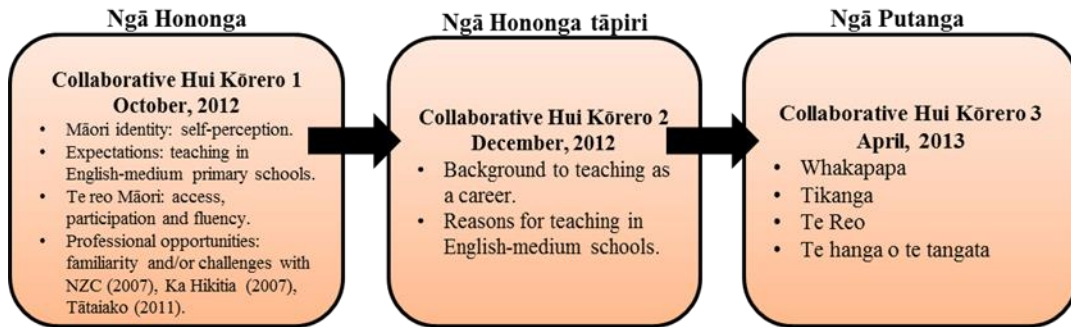 Ngā Hononga
Collaborative Hui Kōrero 1
October, 2012
• Māori identity: self-perception.
• Expectations: teaching in
English-medium primary schools.
• Te reo Māori: access,
participation and fluency.
• Professional opportunities:
familiarity and/or challenges with
NZC (2007), Ka Hikitia (2007),
Tātaiako (2011).
Ngā Hononga tāpiri
Collaborative Hui Kōrero 2
December, 2012
• Background to teaching as
a career.
• Reasons for teaching in
English-medium schools.
Ngā Putanga
Collaborative Hui Kōrero 3
April, 2013
• Whakapapa
• Tikanga
• Te Reo
• Te hanga o te tangata